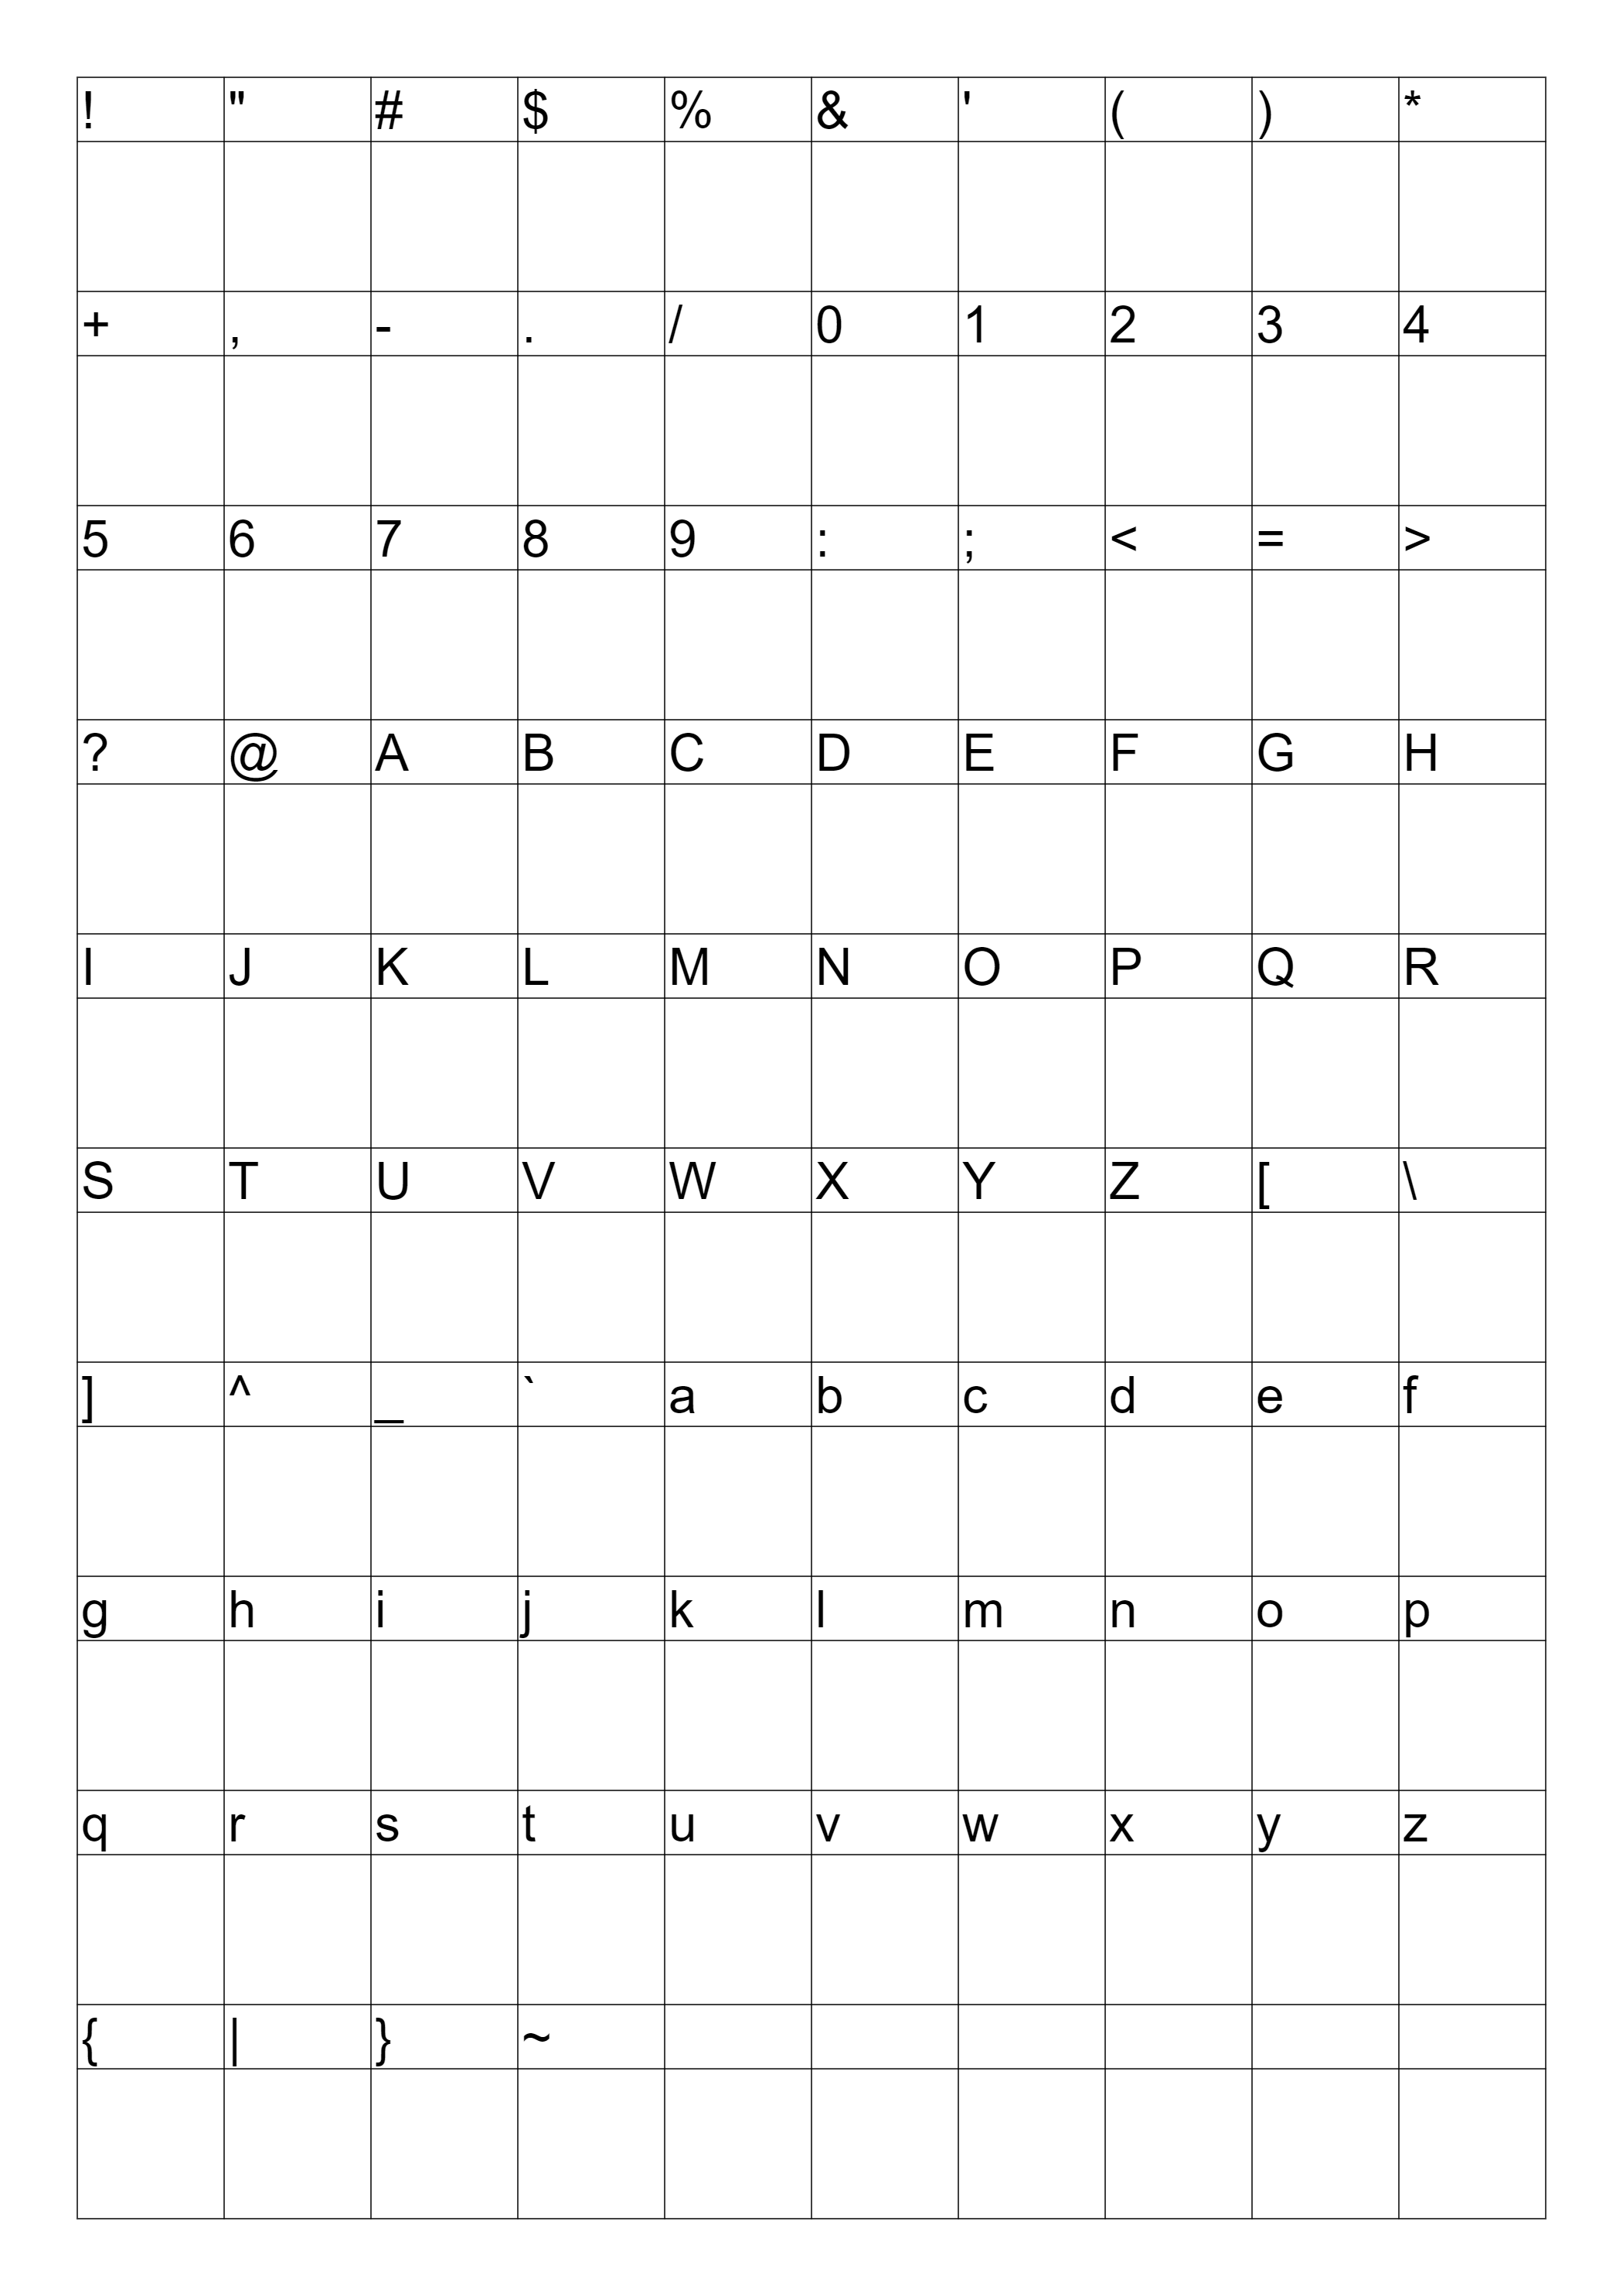 ! " # $ % & ' ( ) *
+ , - . / 0 1 2 3 4
5 6 7 8 9 : ; < = >
? @ A B C D E F G H
I J K L M N O P Q R
S T U V W X Y Z [ \
] ^ _ ` a b c d e f
g h i j k l m n o p
q r s t u v w x y z
{ | } ~